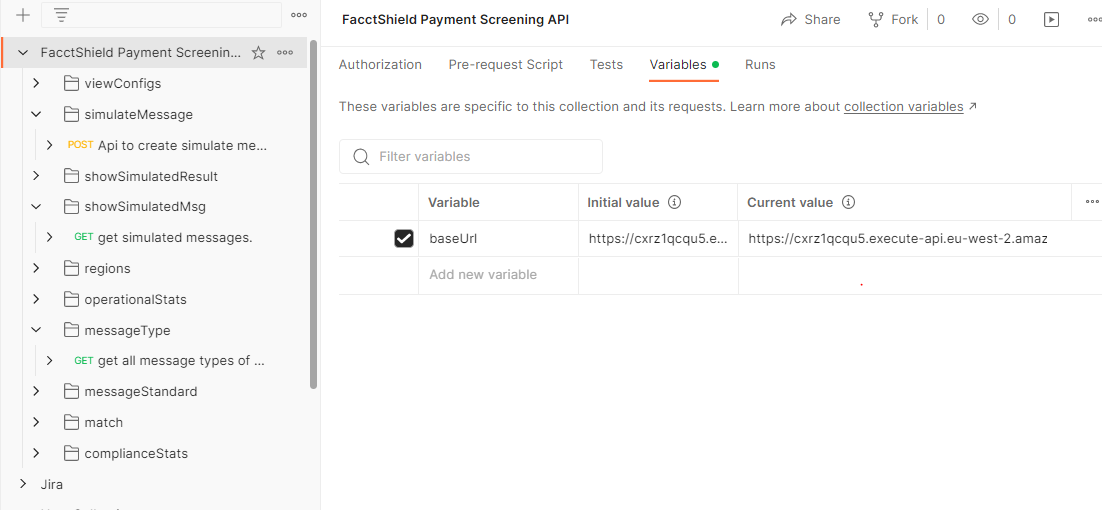 FacctShield Payment Screenin...
viewConfigs
simulateMessage
POST Api to create simulate me...
showSimulatedResult
showSimulatedMsg
GET get simulated messages.
regions
operationalStats
messageType
GET get all message types of ...
messageStandard
match
complianceStats
Jira
FacctShield Payment Screening API
Share
Fork 0
0
Authorization Pre-request Script Tests Variables Runs
These variables are specific to this collection and its requests. Learn more about collection variables ↗
Filter variables
Variable Initial value Current value
baseUrl https://cxrz1qcqu5.e... https://cxrz1qcqu5.execute-api.eu-west-2.amaz
Add new variable